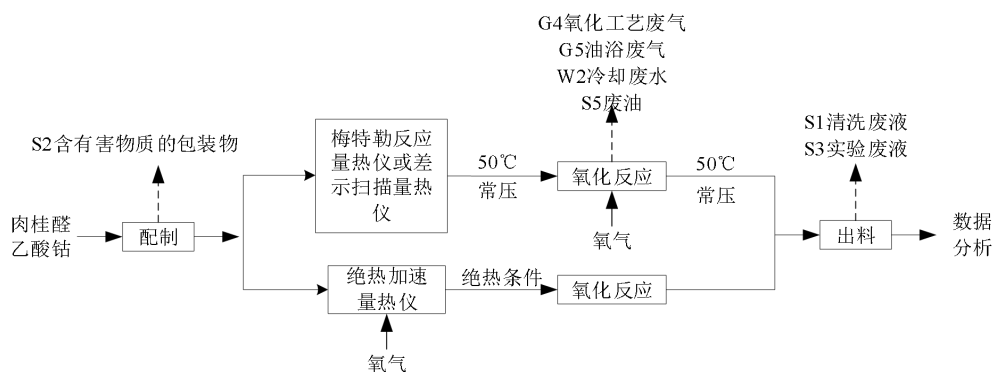 G4氧化工艺废气
G5油浴废气
W2冷却废水
S5废油
S2含有害物质的包装物
梅特勒反应
量热仪或差
示扫描量热
仪
50℃
常压
氧化反应
50℃
常压
氧气
S1清洗废液
S3实验废液
肉桂醛
乙酸钴
配制
出料
数据
分析
绝热加速
量热仪
绝热条件
氧化反应
氧气